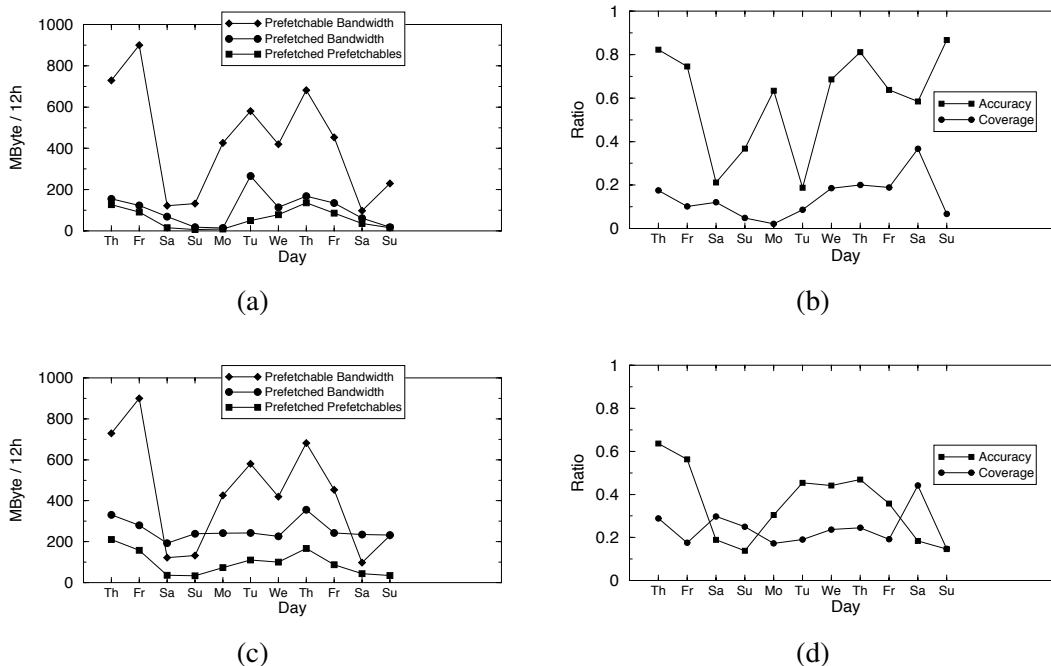 1000
800
600
400
200
0
MByte / 12h
Prefetchable Bandwidth
Prefetched Bandwidth
Prefetched Prefetchables
Th Fr Sa Su Mo Tu We Th Fr Sa Su
Day
(a)
1
0.8
0.6
0.4
0.2
0
Ratio
Accuracy
Coverage
Th Fr Sa Su Mo Tu We Th Fr Sa Su
Day
(b)
1000
800
600
400
200
0
MByte / 12h
Prefetchable Bandwidth
Prefetched Bandwidth
Prefetched Prefetchables
Th Fr Sa Su Mo Tu We Th Fr Sa Su
Day
(c)
1
0.8
0.6
0.4
0.2
0
Ratio
Accuracy
Coverage
Th Fr Sa Su Mo Tu We Th Fr Sa Su
Day
(d)